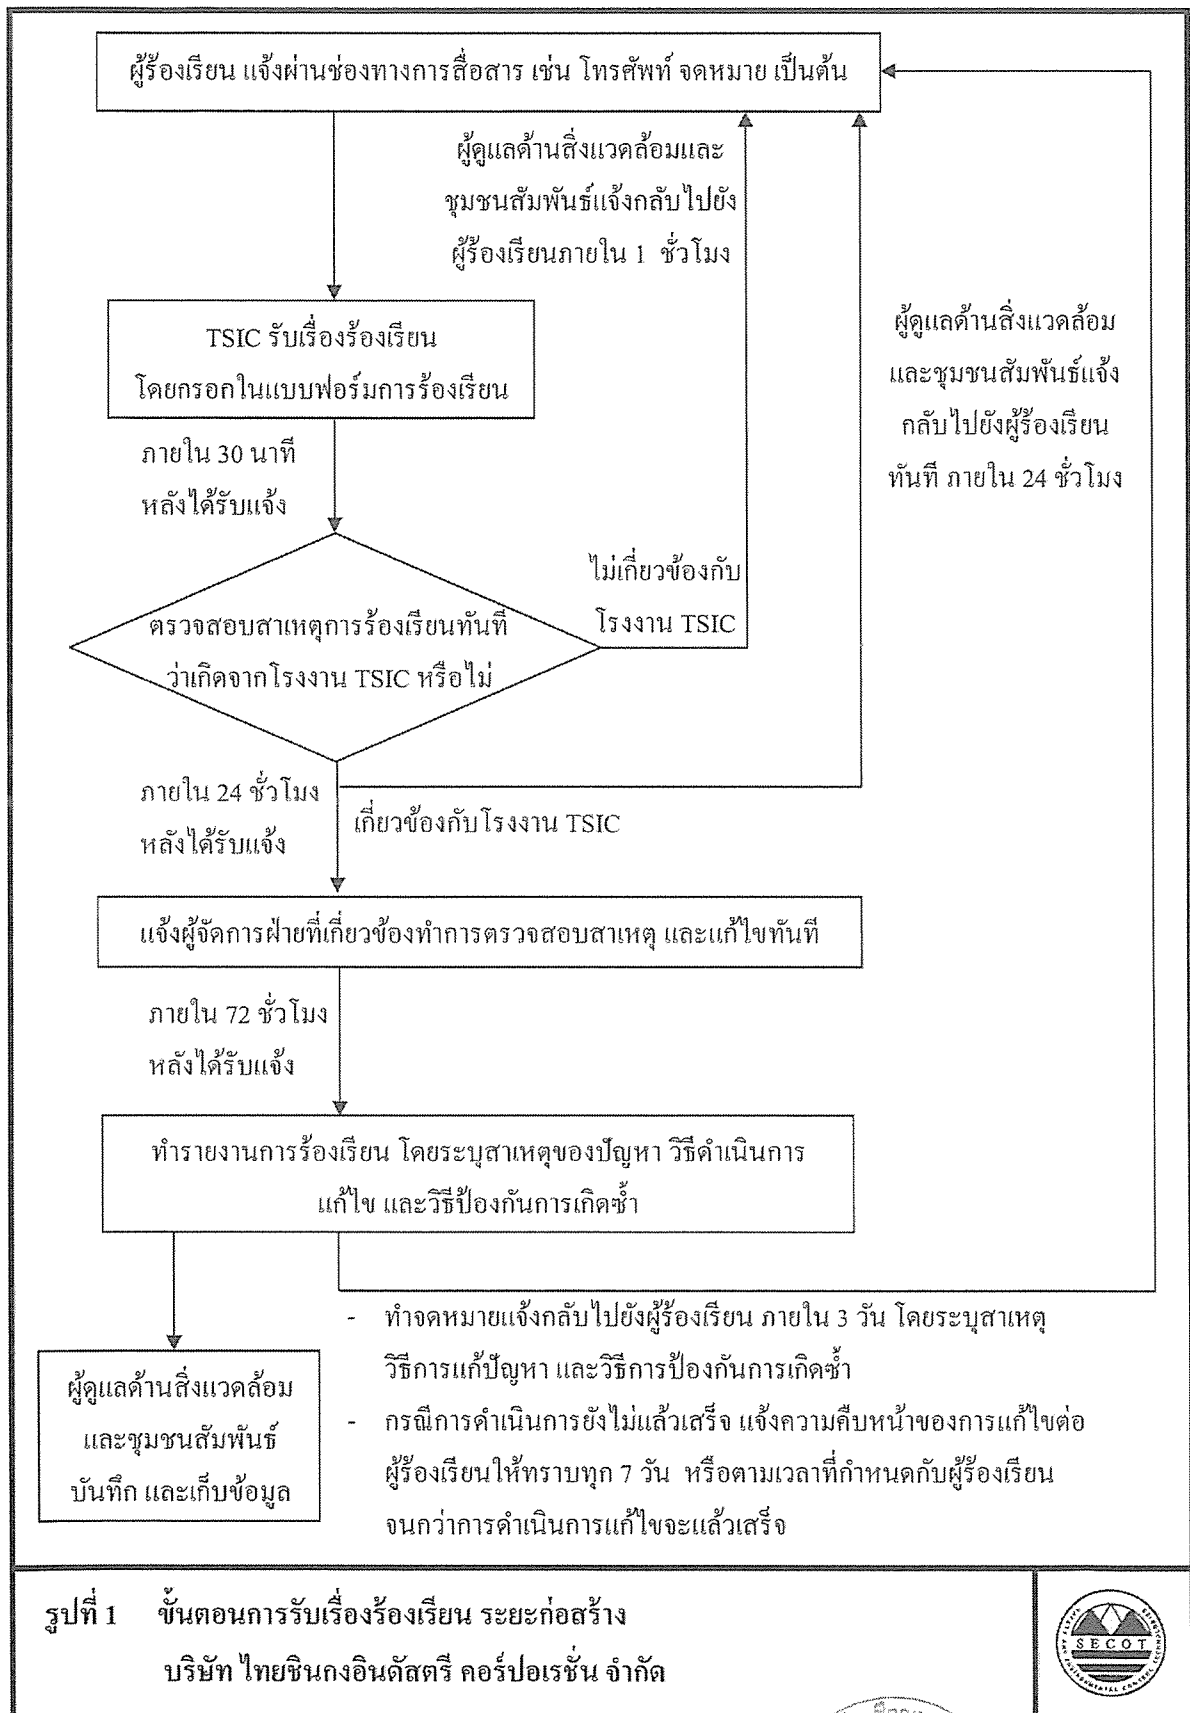 ผู้ร้องเรียน แจ้งผ่านช่องทางการสื่อสาร เช่น โทรศัพท์ จดหมาย เป็นต้น
ผู้ดูแลด้านสิ่งแวดล้อมและ
ชุมชนสัมพันธ์แจ้งกลับไปยัง
ผู้ร้องเรียนภายใน 1 ชั่วโมง
TSIC รับเรื่องร้องเรียน
โดยกรอกในแบบฟอร์มการร้องเรียน
ผู้ดูแลด้านสิ่งแวดล้อม
และชุมชนสัมพันธ์แจ้ง
กลับไปยังผู้ร้องเรียน
ทันที ภายใน 24 ชั่วโมง
ภายใน 30 นาที
หลังได้รับแจ้ง
ไม่เกี่ยวข้องกับ
โรงงาน TSIC
ตรวจสอบสาเหตุการร้องเรียนทันที
ว่าเกิดจากโรงงาน TSIC หรือไม่
ภายใน 24 ชั่วโมง
หลังได้รับแจ้ง
เกี่ยวข้องกับโรงงาน TSIC
แจ้งผู้จัดการฝ่ายที่เกี่ยวข้องทำการตรวจสอบสาเหตุ และแก้ไขทันที
ภายใน 72 ชั่วโมง
หลังได้รับแจ้ง
ทำรายงานการร้องเรียน โดยระบุสาเหตุของปัญหา วิธีดำเนินการ
แก้ไข และวิธีป้องกันการเกิดซ้ำ
- ทำจดหมายแจ้งกลับไปยังผู้ร้องเรียน ภายใน 3 วัน โดยระบุสาเหตุ
วิธีการแก้ปัญหา และวิธีการป้องกันการเกิดซ้ำ
- กรณีการดำเนินการยังไม่แล้วเสร็จ แจ้งความคืบหน้าของการแก้ไขต่อ
ผู้ร้องเรียนให้ทราบทุก 7 วัน หรือตามเวลาที่กำหนดกับผู้ร้องเรียน
จนกว่าการดำเนินการแก้ไขจะแล้วเสร็จ
ผู้ดูแลด้านสิ่งแวดล้อม
และชุมชนสัมพันธ์
บันทึก และเก็บข้อมูล
รูปที่ 1 ขั้นตอนการรับเรื่องร้องเรียน ระยะก่อสร้าง
บริษัท ไทยชินกงอินดัสตรี คอร์ปอเรชั่น จำกัด
SECOT